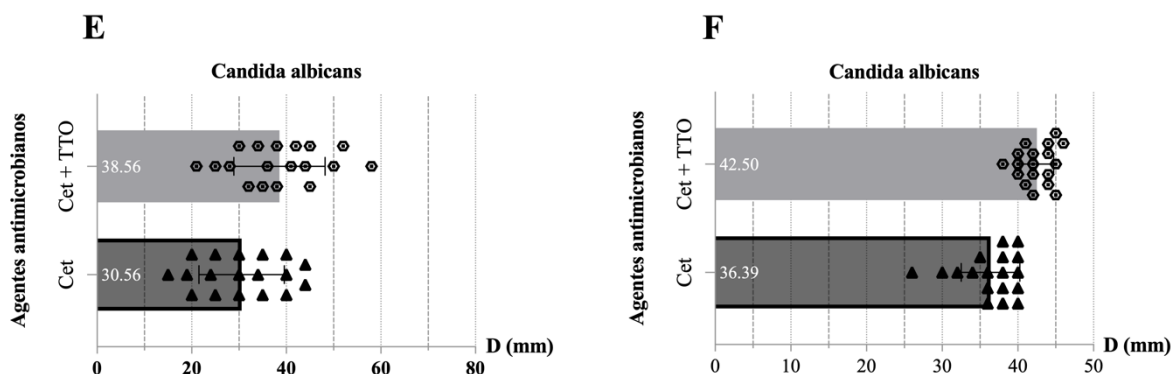 E
Candida albicans
Agentes antimicrobianos
Cet + TTO
38.56
Cet
30.56
D (mm)
0
20
40
60
80
F
Candida albicans
Agentes antimicrobianos
Cet + TTO
42.50
Cet
36.39
D (mm)
0
10
20
30
40
50